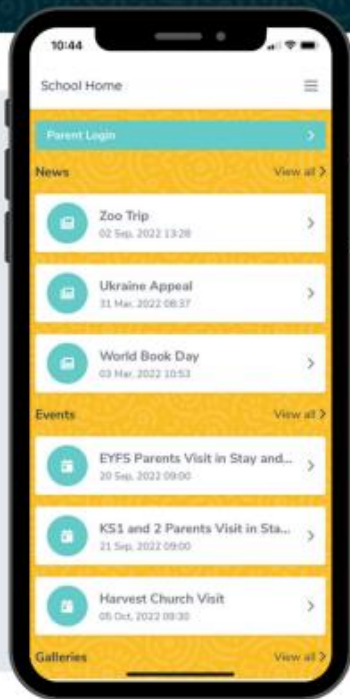 10:44
School Home
Parent Login
News View all
Zoo Trip
02 Sep, 2022 13:28
Ukraine Appeal
31 Mar, 2022 08:37
World Book Day
03 Mar, 2022 10:53
Events View all
EYFS Parents Visit in Stay and...
20 Sep, 2022 09:00
KS1 and 2 Parents Visit in Sta...
21 Sep, 2022 09:00
Harvest Church Visit
05 Oct, 2022 09:30
Galleries View all